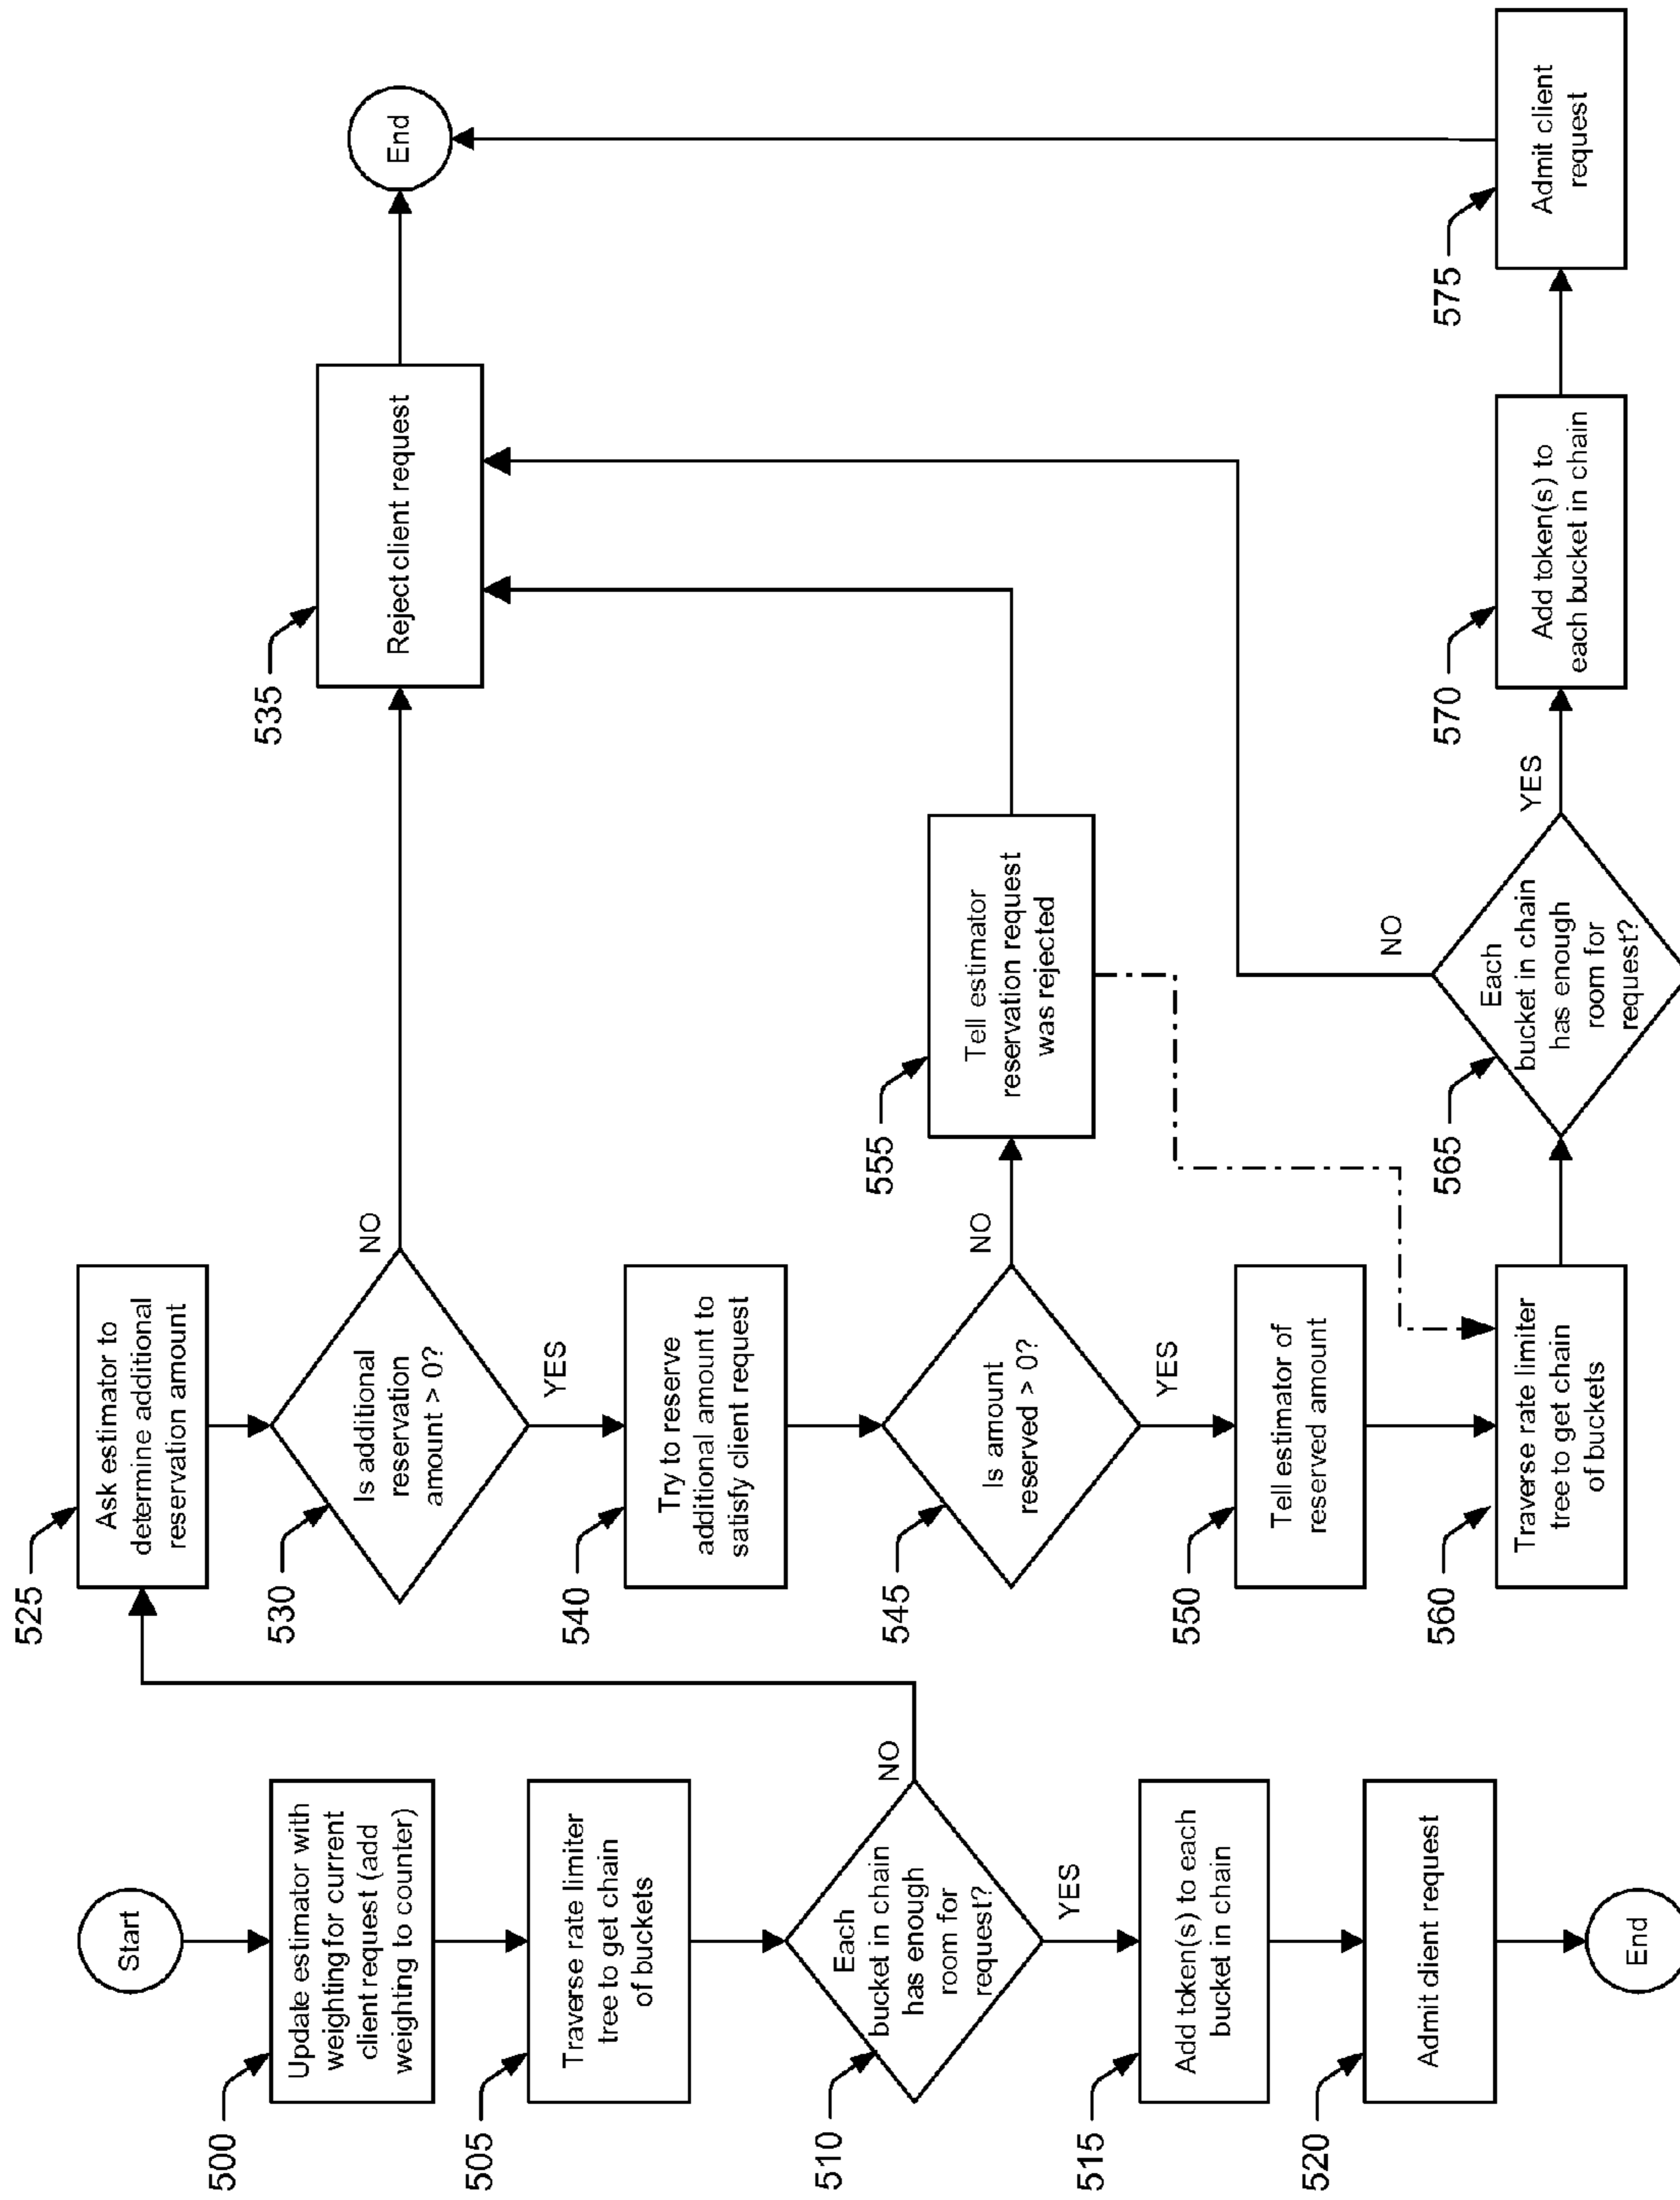 Start
500
Update estimator with
weighting for current
client request (add
weighting to counter)
505
Traverse rate limiter
tree to get chain
of buckets
510
Each
bucket in chain
has enough
room for
request?
NO
YES
515
Add token(s) to each
bucket in chain
520
Admit client request
End
525
Ask estimator to
determine additional
reservation amount
530
Is additional
reservation
amount > 0?
NO
YES
535
Reject client request
End
540
Try to reserve
additional amount to
satisfy client request
545
Is amount
reserved > 0?
NO
YES
555
Tell estimator
reservation request
was rejected
550
Tell estimator of
reserved amount
560
Traverse rate limiter
tree to get chain
of buckets
565
Each
bucket in chain
has enough
room for
request?
NO
YES
570
Add token(s) to
each bucket in chain
575
Admit client
request